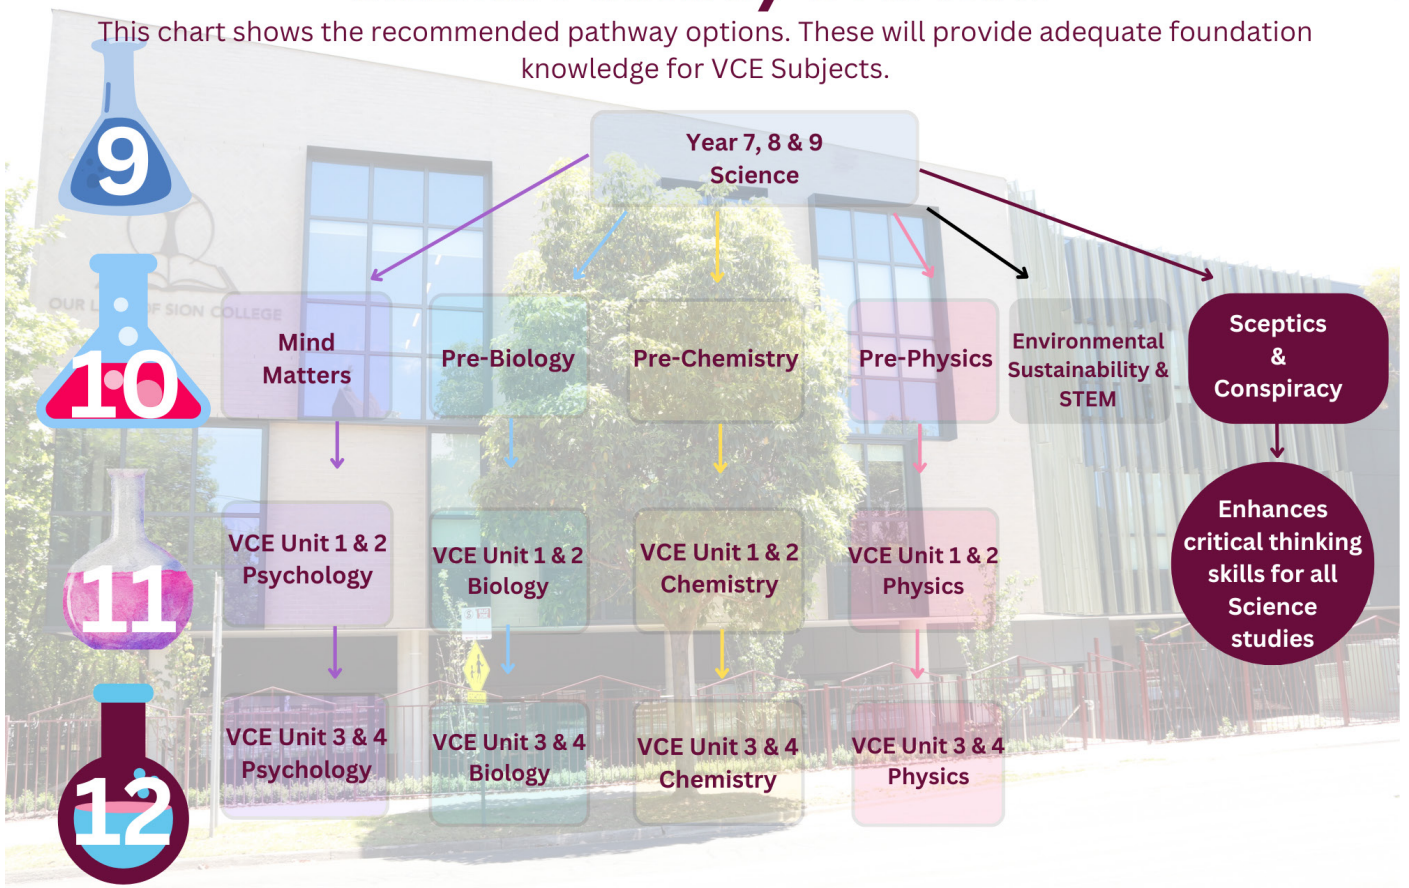 This chart shows the recommended pathway options. These will provide adequate foundation
knowledge for VCE Subjects.
9
Year 7, 8 & 9
Science
10
OUR L
OF SION COLLEGE
Mind
Matters
Pre-Biology
Pre-Chemistry
Pre-Physics
Environmental
Sustainability &
STEM
Sceptics
&
Conspiracy
11
VCE Unit 1 & 2
Psychology
VCE Unit 1 & 2
Biology
VCE Unit 1 & 2
Chemistry
VCE Unit 1 & 2
Physics
Enhances
critical thinking
skills for all
Science
studies
12
VCE Unit 3 & 4
Psychology
VCE Unit 3 & 4
Biology
VCE Unit 3 & 4
Chemistry
VCE Unit 3 & 4
Physics